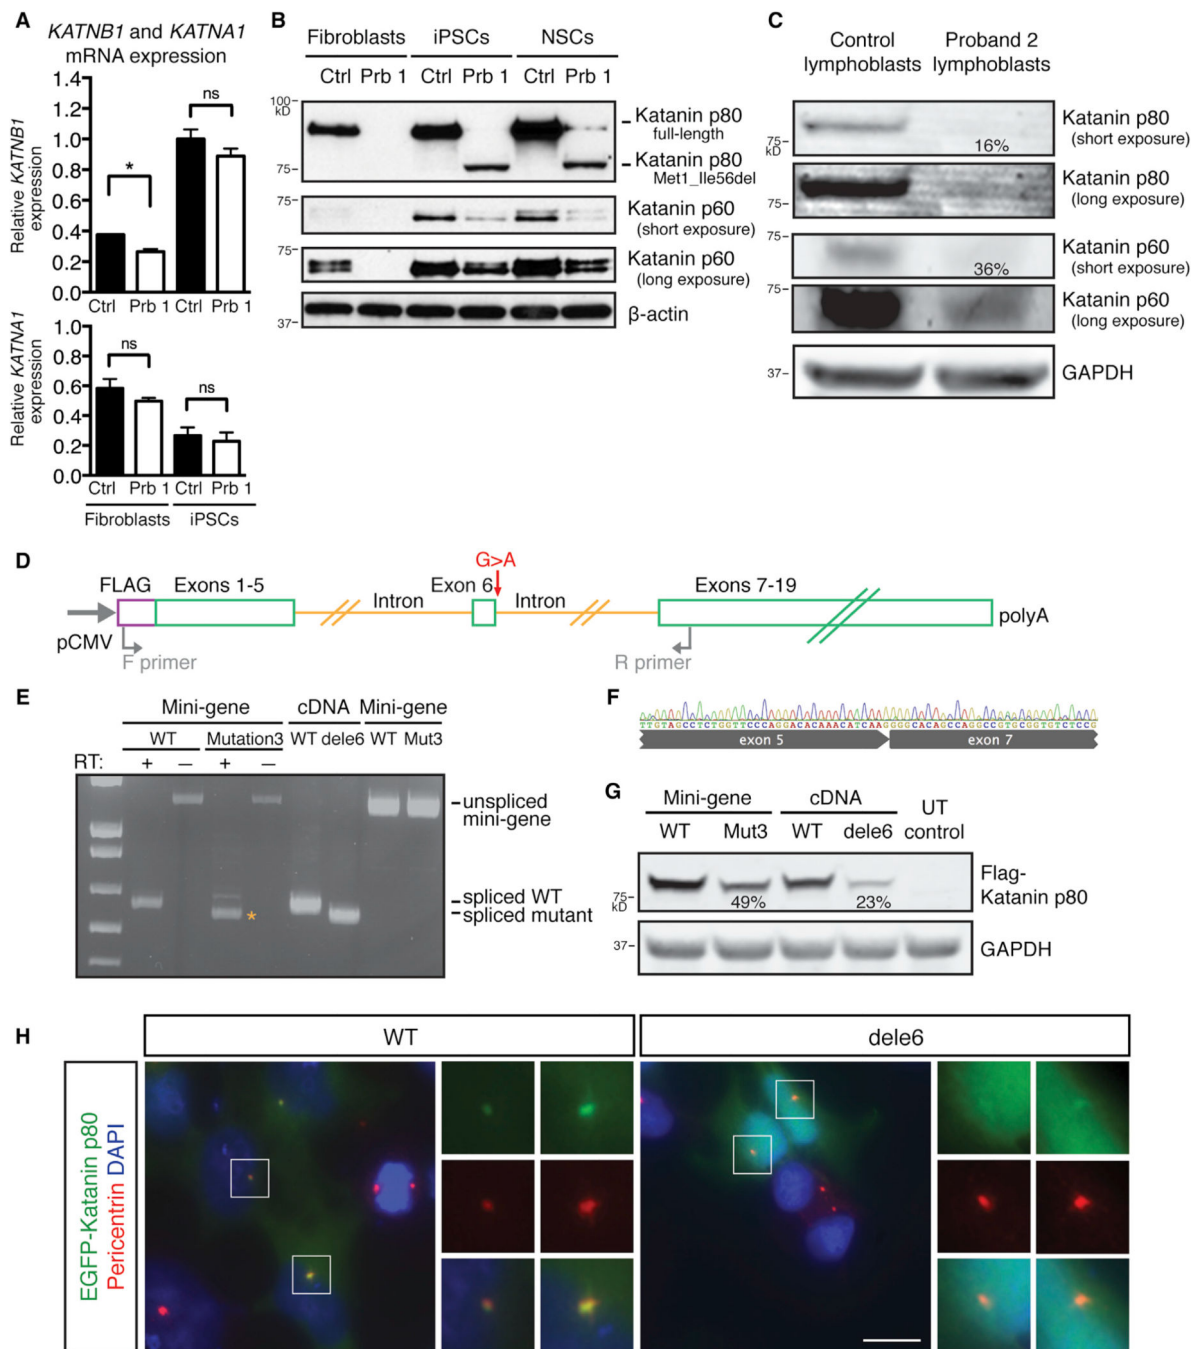 A
KATNB1 and KATNA1
mRNA expression
Relative KATNB1
expression
1.4
1.2
1.0
0.8
0.6
0.4
0.2
0.0
*
ns
Ctrl Prb 1 Ctrl Prb 1
Relative KATNA1
expression
1.0
0.8
0.6
0.4
0.2
0.0
ns
ns
Ctrl Prb 1 Ctrl Prb 1
Fibroblasts iPSCs
B
Fibroblasts iPSCs NSCs
Ctrl Prb 1 Ctrl Prb 1 Ctrl Prb 1
100
kD
75
Katanin p80
full-length
Katanin p80
Met1_Ile56del
75
Katanin p60
(short exposure)
75
Katanin p60
(long exposure)
37
β-actin
C
Control
lymphoblasts
Proband 2
lymphoblasts
75
kD
16%
Katanin p80
(short exposure)
75
Katanin p80
(long exposure)
75
36%
Katanin p60
(short exposure)
75
Katanin p60
(long exposure)
37
GAPDH
D
G>A
FLAG Exons 1-5 Exon 6 Exons 7-19
Intron Intron
pCMV
polyA
F primer
R primer
E
Mini-gene cDNA Mini-gene
WT Mutation3 WT dele6 WT Mut3
RT: + – + –
unspliced
mini-gene
spliced WT
spliced mutant
*
F
TTGTAGCCTCTGGTTCCCAGGACACAAACATCAAGGGGCACAGCCAGGCCGTGCGGTGTCTCCG
exon 5 exon 7
G
Mini-gene cDNA UT
control
WT Mut3 WT dele6
75
kD
49% 23%
Flag-
Katanin p80
37
GAPDH
H
WT dele6
EGFP-Katanin p80
Pericentrin DAPI